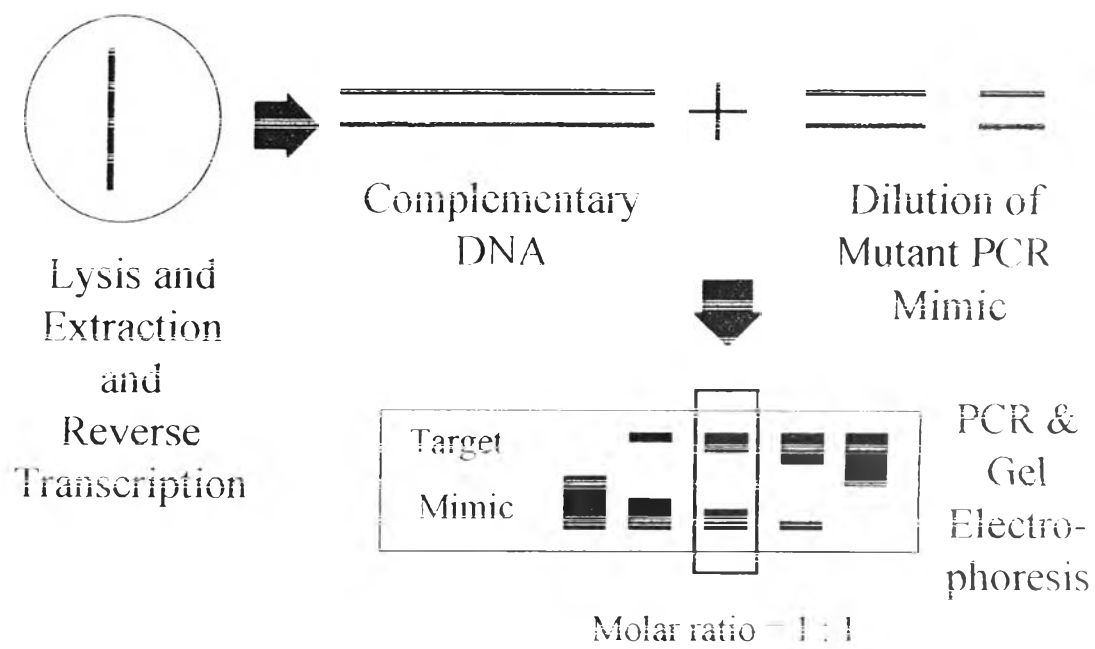 Lysis and
Extraction
and
Reverse
Transcription
Complementary
DNA
Dilution of
Mutant PCR
Mimic
Target
Mimic
PCR &
Gel
Electro-
phoresis
Molar ratio = 1 : 1